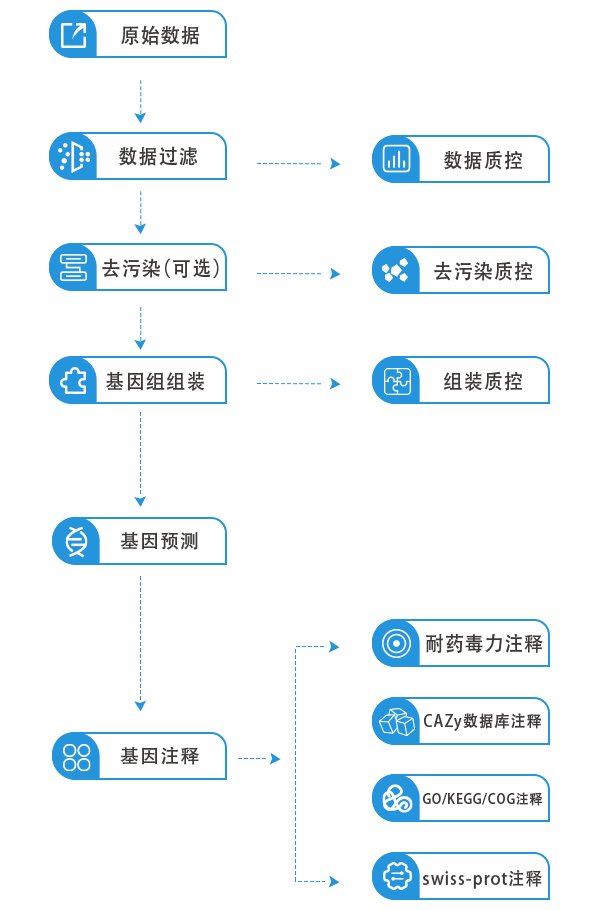 原始数据
数据过滤
数据质控
去污染(可选)
去污染质控
基因组组装
组装质控
基因预测
耐药毒力注释
CAZy数据库注释
基因注释
GO/KEGG/COG注释
swiss-prot注释